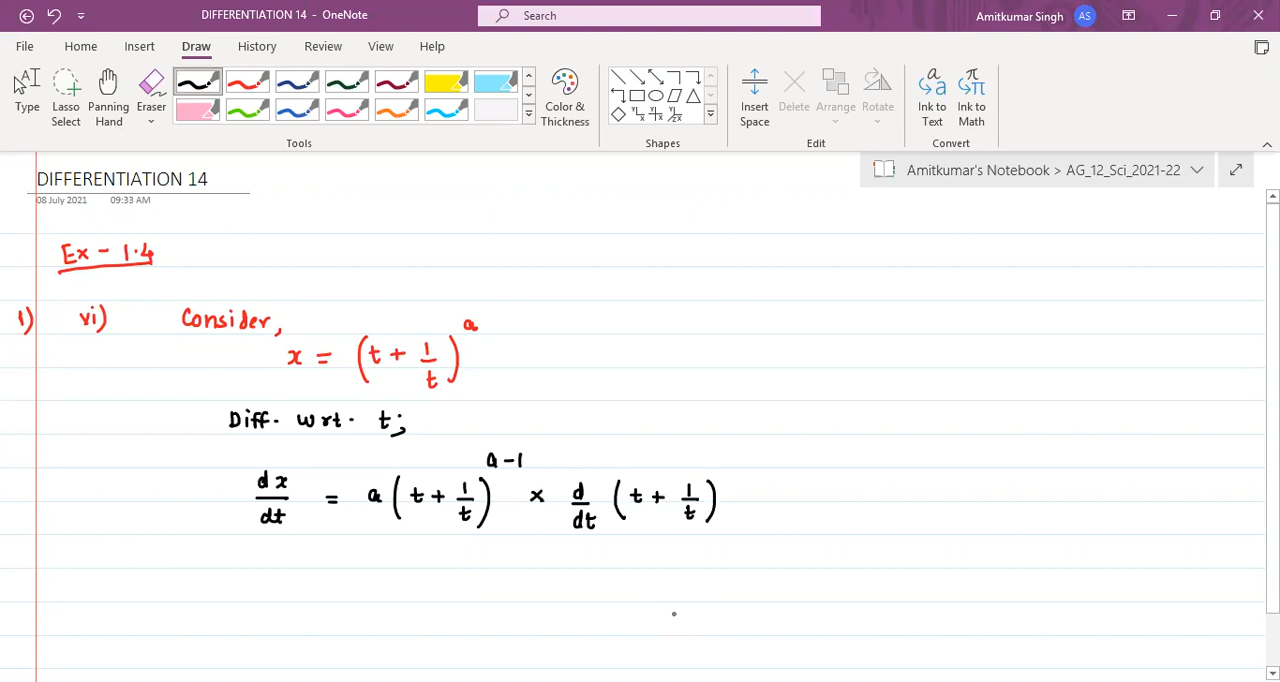 DIFFERENTIATION 14 - OneNote
Search
Amitkumar Singh AS
File Home Insert Draw History Review View Help
Type Lasso Select Panning Hand Eraser Color & Thickness Insert Space Delete Arrange Rotate Ink to Text Ink to Math
Tools Shapes Edit Convert
DIFFERENTIATION 14
Amitkumar's Notebook > AG_12_Sci_2021-22
08 July 2021 09:33 AM
Ex - 1.4
1) vi) Consider,
x = (t + 1/t)^a
Diff. wrt. t;
dx/dt = a (t + 1/t)^a-1 × d/dt (t + 1/t)